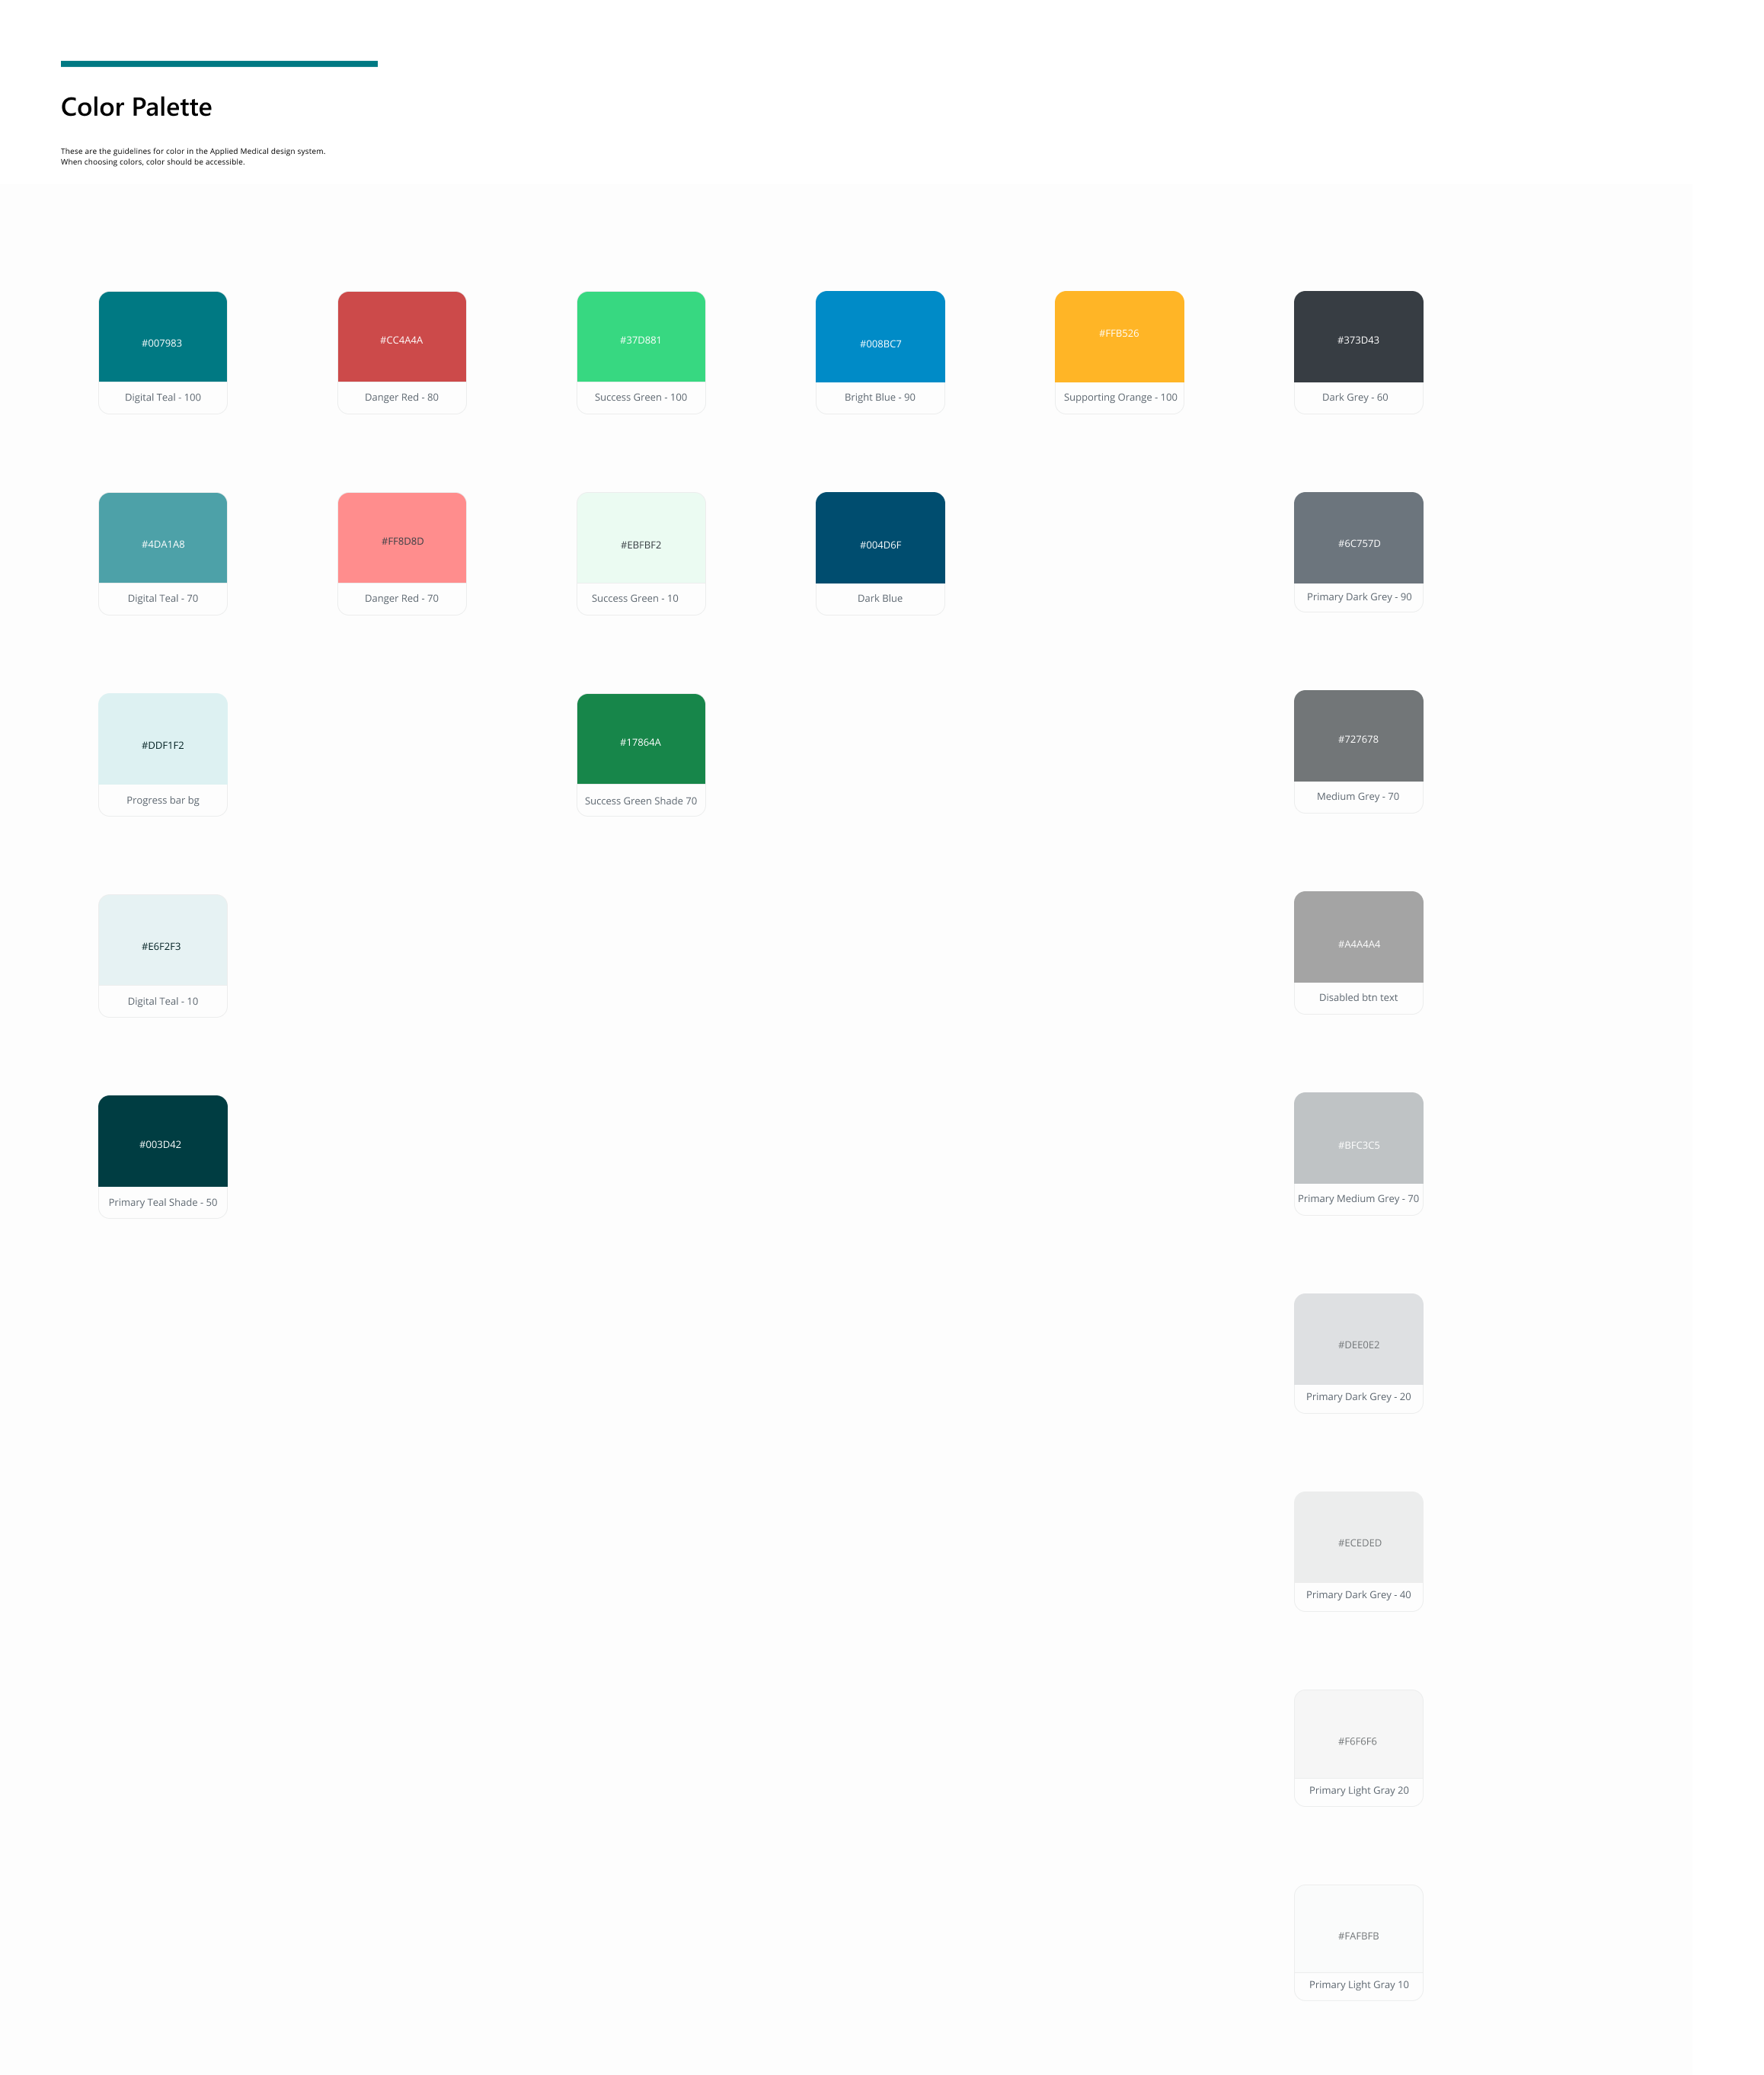 Color Palette
These are the guidelines for color in the Applied Medical design system.
When choosing colors, color should be accessible.
#007983
Digital Teal - 100
#CC4A4A
Danger Red - 80
#37D881
Success Green - 100
#008BC7
Bright Blue - 90
#FFB526
Supporting Orange - 100
#373D43
Dark Grey - 60
#4DA1A8
Digital Teal - 70
#FF8D8D
Danger Red - 70
#EBFBF2
Success Green - 10
#004D6F
Dark Blue
#6C757D
Primary Dark Grey - 90
#DDF1F2
Progress bar bg
#17864A
Success Green Shade 70
#727678
Medium Grey - 70
#E6F2F3
Digital Teal - 10
#A4A4A4
Disabled btn text
#003D42
Primary Teal Shade - 50
#BFC3C5
Primary Medium Grey - 70
#DEE0E2
Primary Dark Grey - 20
#ECEDED
Primary Dark Grey - 40
#F6F6F6
Primary Light Gray 20
#FAFBFB
Primary Light Gray 10